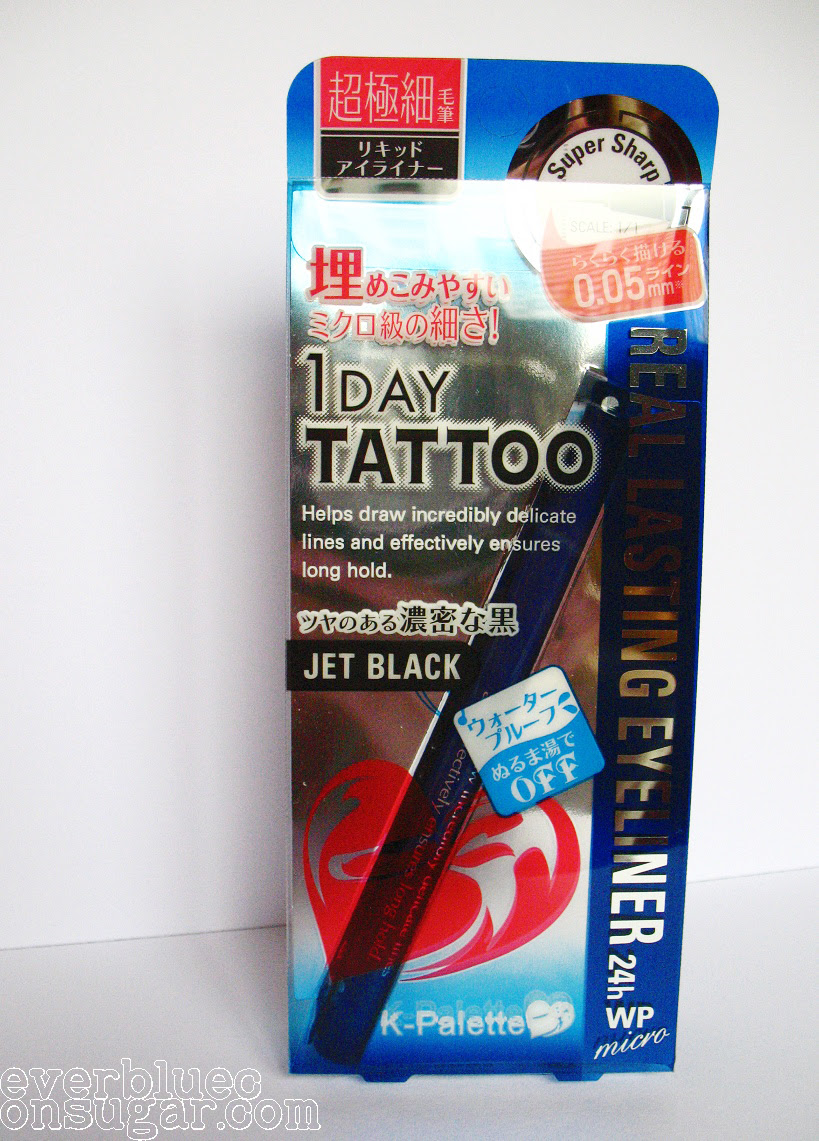 超極細毛筆
リキッド
アイライナー
Super Sharp
SCALE: 1/1
らくらく描ける
0.05ライン
mm※
埋めこみやすい
ミクロ級の細さ!
1DAY
TATTOO
Helps draw incredibly delicate
lines and effectively ensures
long hold.
ツヤのある濃密な黒
JET BLACK
ウォーター
プルーフ
ぬるま湯で
OFF
K-Palette
REAL LASTING EYELINER 24h WP
micro
everbluec
onsugar.com